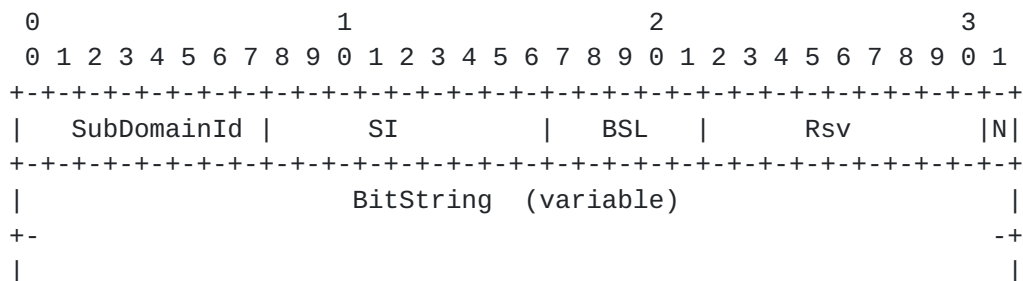 0                   1                   2                   3
 0 1 2 3 4 5 6 7 8 9 0 1 2 3 4 5 6 7 8 9 0 1 2 3 4 5 6 7 8 9 0 1
+-+-+-+-+-+-+-+-+-+-+-+-+-+-+-+-+-+-+-+-+-+-+-+-+-+-+-+-+-+-+-+-+
|   SubDomainId |      SI         |   BSL   |      Rsv        |N|
+-+-+-+-+-+-+-+-+-+-+-+-+-+-+-+-+-+-+-+-+-+-+-+-+-+-+-+-+-+-+-+-+
|                     BitString  (variable)                     |
+-                                                             -+
|                                                               |